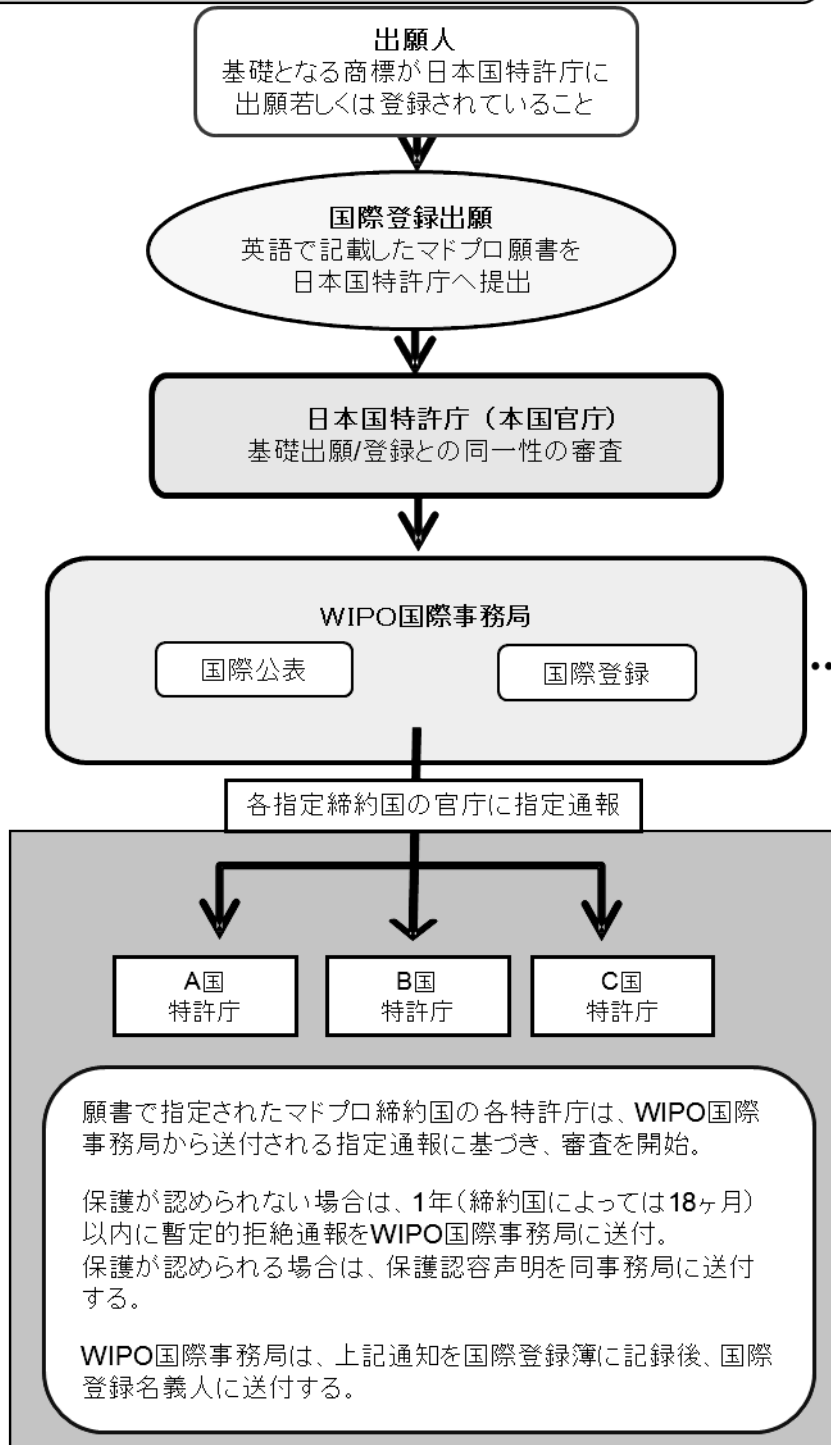 出願人
基礎となる商標が日本国特許庁に
出願若しくは登録されていること
国際登録出願
英語で記載したマドプロ願書を
日本国特許庁へ提出
日本国特許庁（本国官庁）
基礎出願/登録との同一性の審査
WIPO国際事務局
国際公表
国際登録
各指定締約国の官庁に指定通報
A国
特許庁
B国
特許庁
C国
特許庁
願書で指定されたマドプロ締約国の各特許庁は、WIPO国際
事務局から送付される指定通報に基づき、審査を開始。
保護が認められない場合は、1年（締約国によっては18ヶ月）
以内に暫定的拒絶通報をWIPO国際事務局に送付。
保護が認められる場合は、保護認容声明を同事務局に送付
する。
WIPO国際事務局は、上記通知を国際登録簿に記録後、国際
登録名義人に送付する。